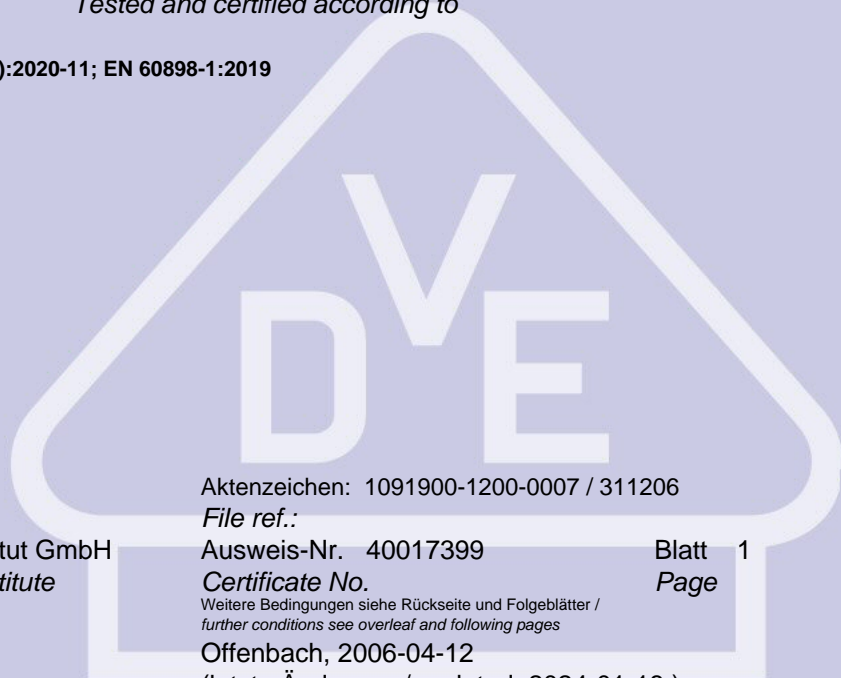 Tested and certified according to
):2020-11; EN 60898-1:2019
DVE
Aktenzeichen: 1091900-1200-0007 / 311206
File ref.:
tut GmbH Ausweis-Nr. 40017399 Blatt 1
titute Certificate No. Page
Weitere Bedingungen siehe Rückseite und Folgeblätter /
further conditions see overleaf and following pages
Offenbach, 2006-04-12